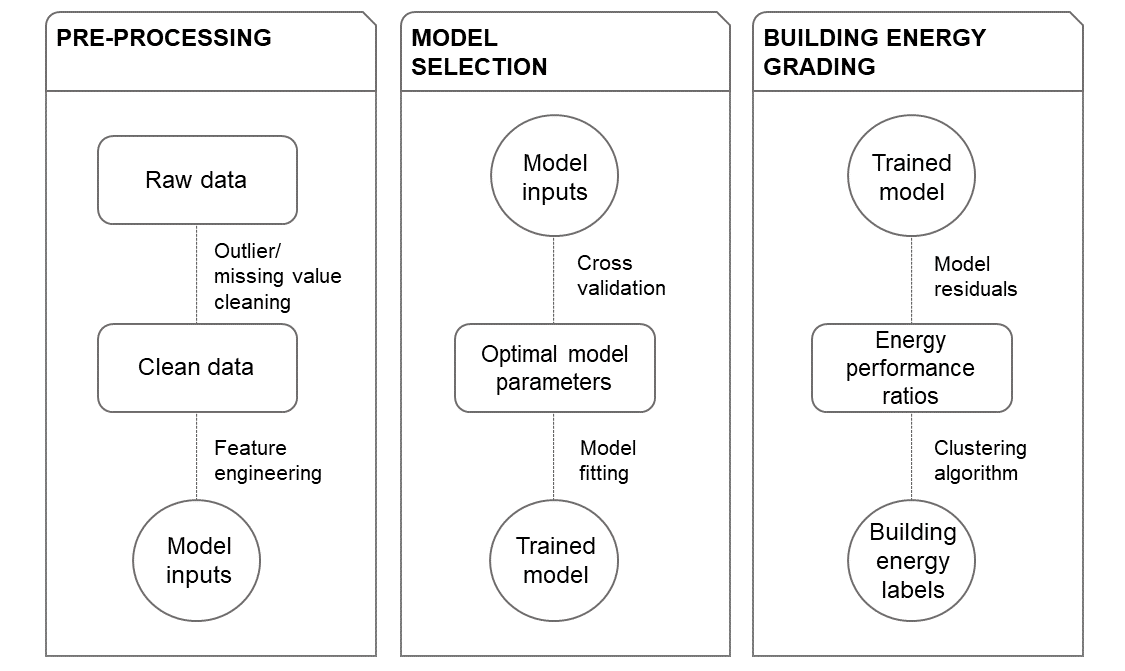 PRE-PROCESSING
Raw data
Outlier/
missing value
cleaning
Clean data
Feature
engineering
Model
inputs
MODEL
SELECTION
Model
inputs
Cross
validation
Optimal model
parameters
Model
fitting
Trained
model
BUILDING ENERGY
GRADING
Trained
model
Model
residuals
Energy
performance
ratios
Clustering
algorithm
Building
energy
labels